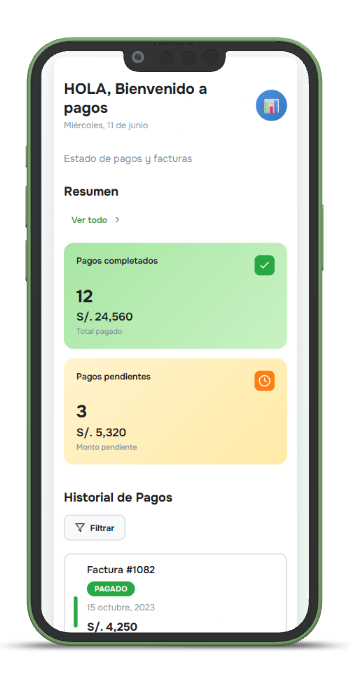 HOLA, Bienvenido a
pagos
Miércoles, 11 de junio
Estado de pagos y facturas
Resumen
Ver todo
Pagos completados
12
S/. 24,560
Total pagado
Pagos pendientes
3
S/. 5,320
Monto pendiente
Historial de Pagos
Filtrar
Factura #1082
PAGADO
15 octubre, 2023
S/. 4,250